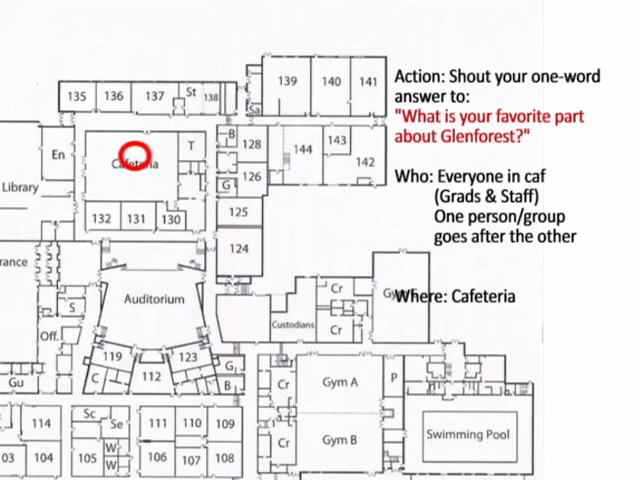 Action: Shout your one-word
answer to:
"What is your favorite part
about Glenforest?"
Who: Everyone in caf
(Grads & Staff)
One person/group
goes after the other
Where: Cafeteria
135 136 137 St 138
139 140 141
Sa
En
Cafeteria
T
B
128
144
143
142
Library
G
126
132 131 130
125
124
rance
Auditorium
S
Off.
Custodians
Cr
Cr
119
123
C
112
G
B
Gu
Cr
Gym A
P
Cr
Gym B
Swimming Pool
114
Sc
Se
111 110 109
03 104
105
W
W
106 107 108